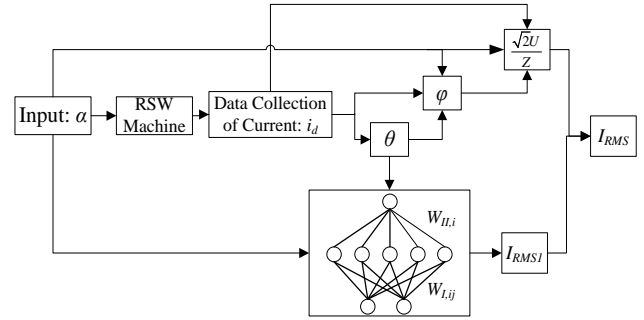 √2U
Z
Input: α
RSW
Machine
Data Collection
of Current: i_d
φ
θ
I_RMS
W_II,i
W_I,ij
I_RMS1